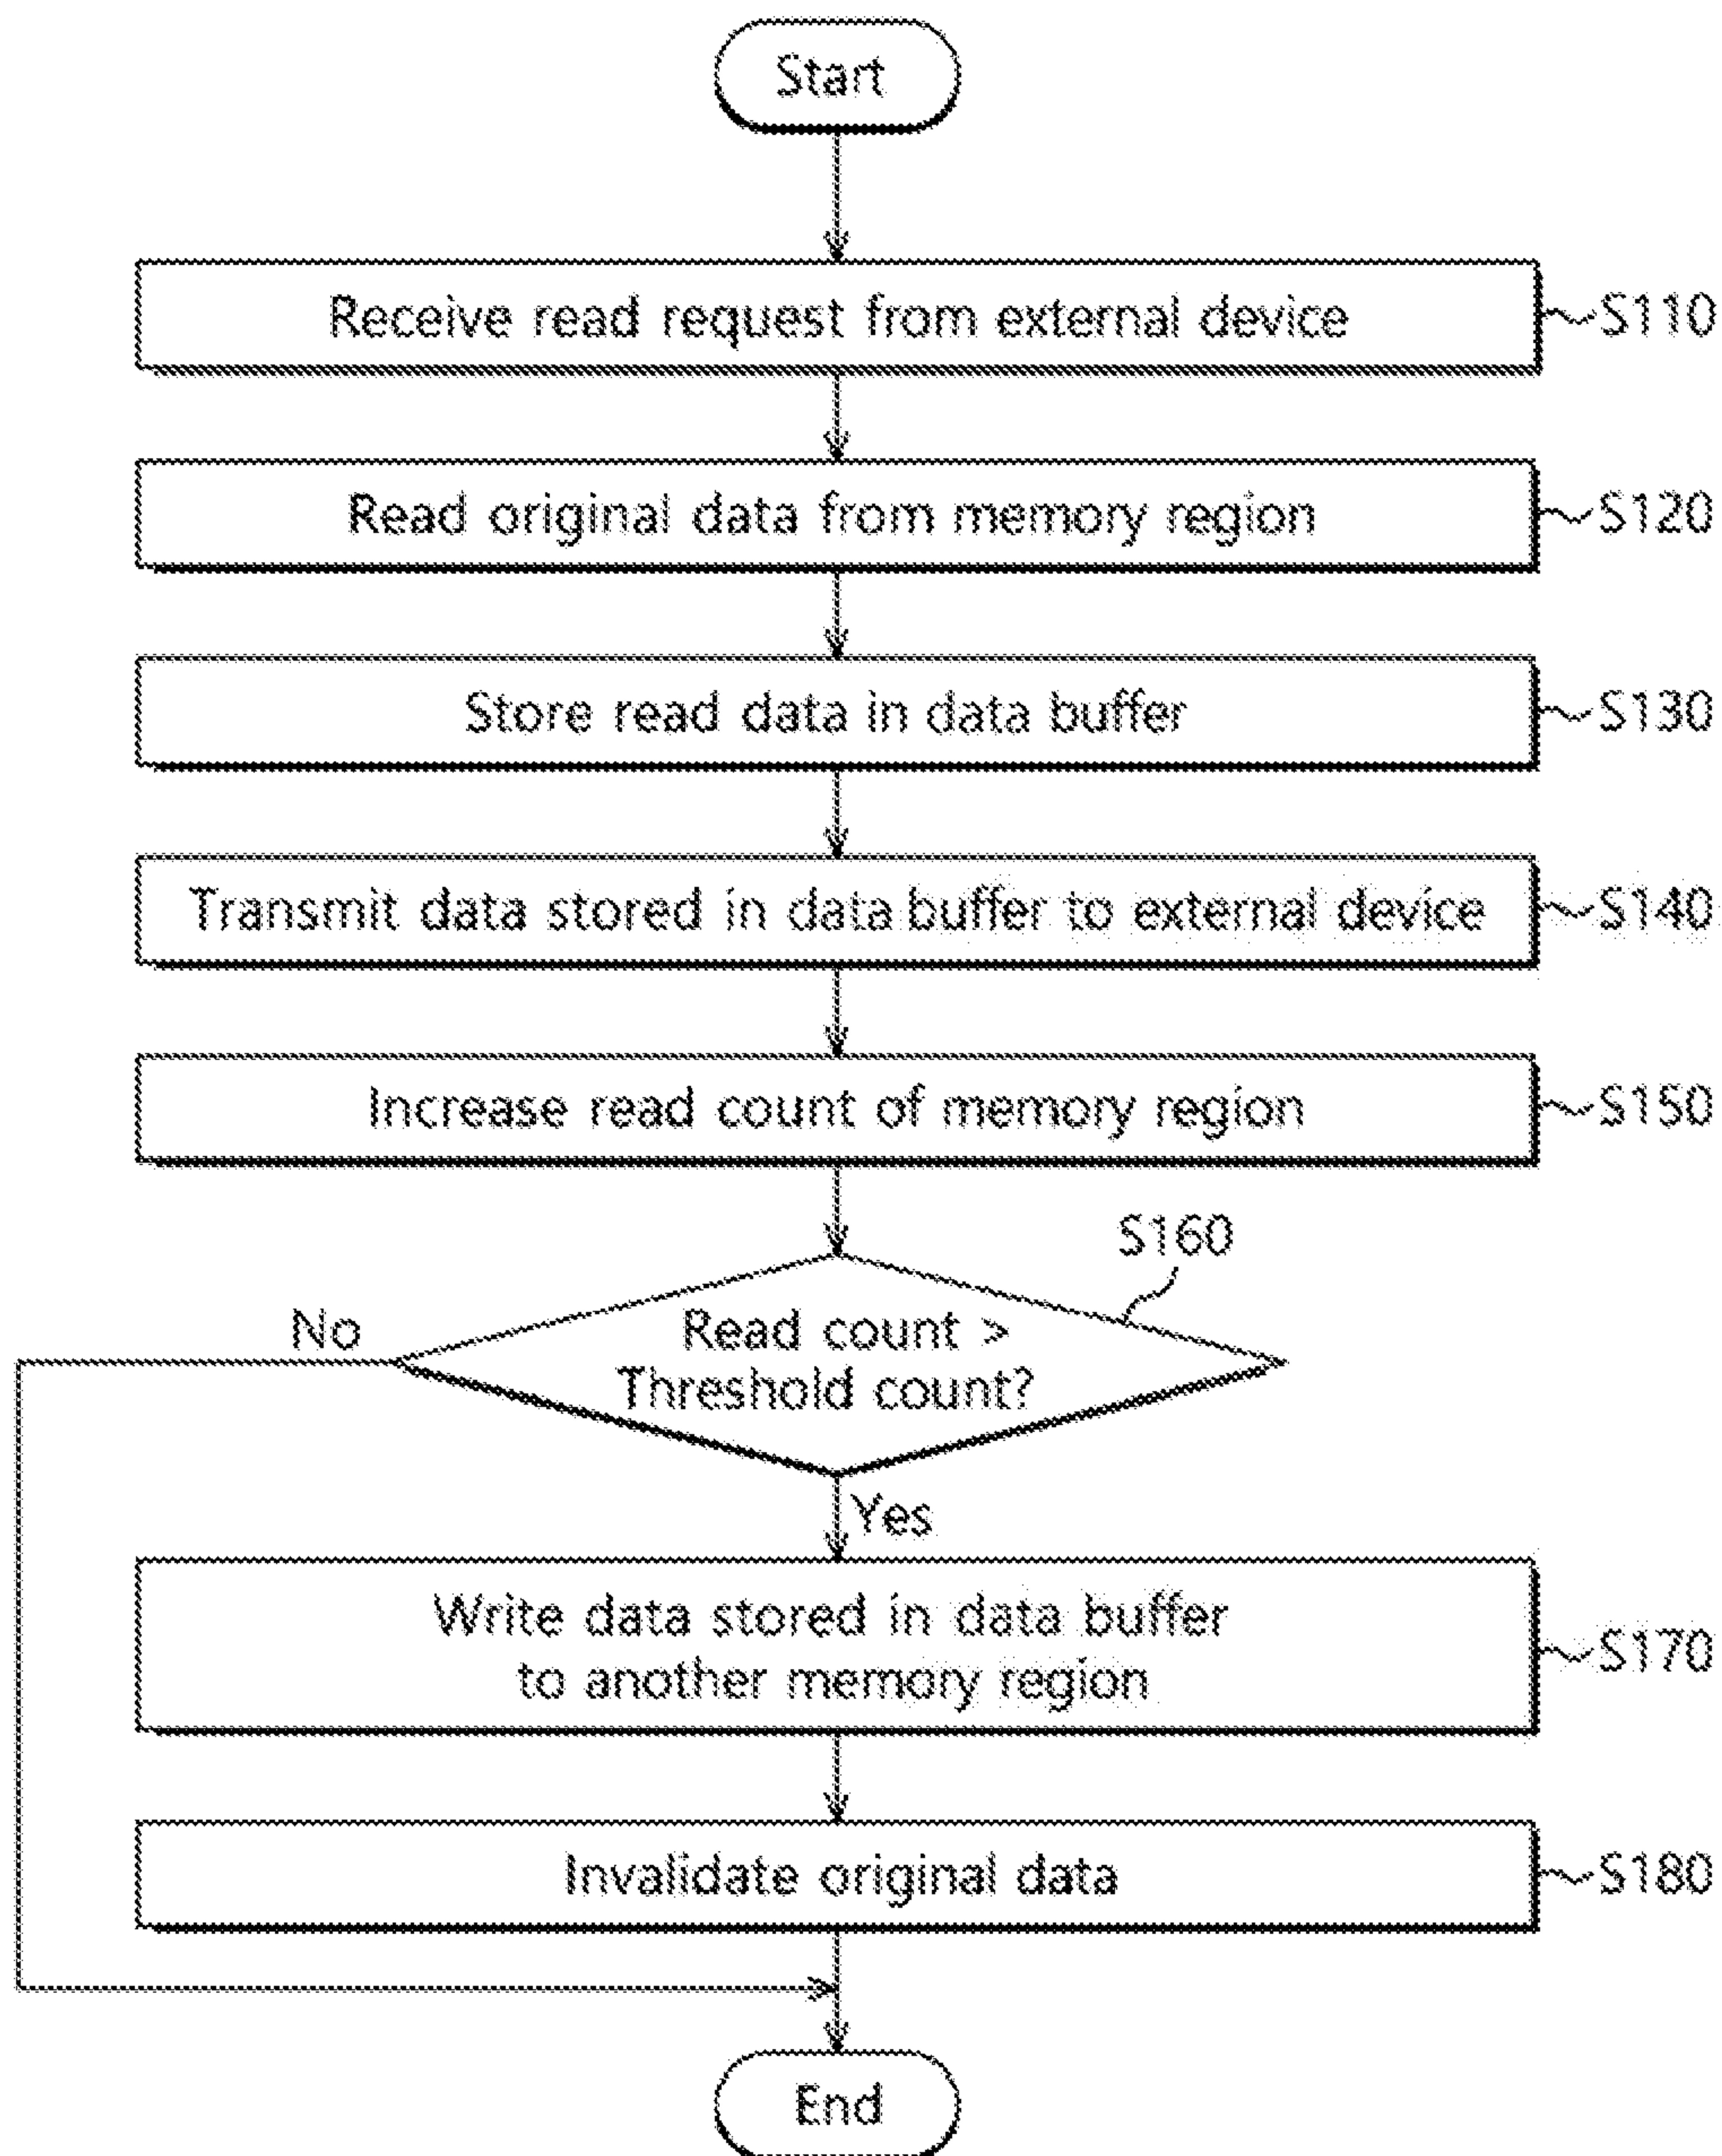 Start
Receive read request from external device
S110
Read original data from memory region
S120
Store read data in data buffer
S130
Transmit data stored in data buffer to external device
S140
Increase read count of memory region
S150
S160
No
Read count >
Threshold count?
Yes
Write data stored in data buffer
to another memory region
S170
Invalidate original data
S180
End